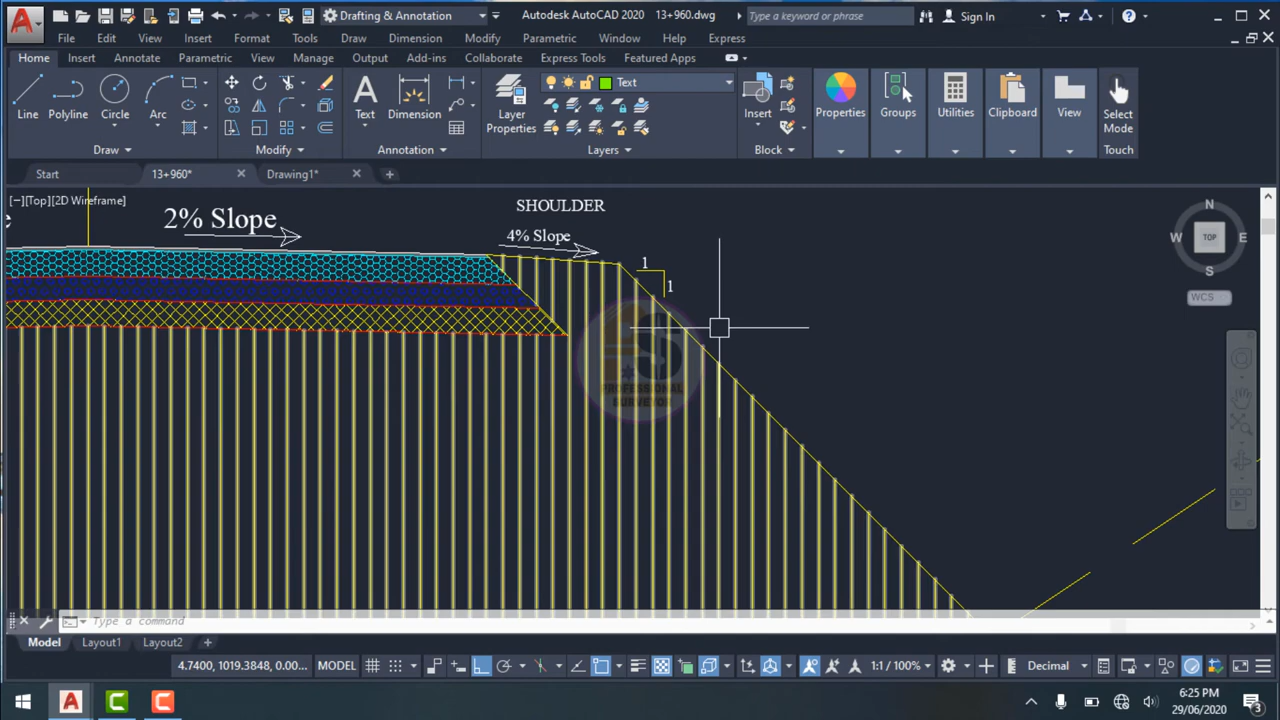 Drafting & Annotation
Autodesk AutoCAD 2020 13+960.dwg
Type a keyword or phrase
Sign In
File Edit View Insert Format Tools Draw Dimension Modify Parametric Window Help Express
Home Insert Annotate Parametric View Manage Output Add-ins Collaborate Express Tools Featured Apps
Text
Line Polyline Circle Arc
Text Dimension
Layer Properties
Insert
Properties Groups Utilities Clipboard View
Select Mode
Draw Modify Annotation Layers Block Touch
Start 13+960* Drawing1*
[−][Top][2D Wireframe]
e
2% Slope
SHOULDER
4% Slope
1
1
N
W TOP E
S
WCS
PROFESSIONAL
SURVEYOR
Type a command
Model Layout1 Layout2
4.7400, 1019.3848, 0.00... MODEL 1:1 / 100% Decimal
6:25 PM
29/06/2020
3